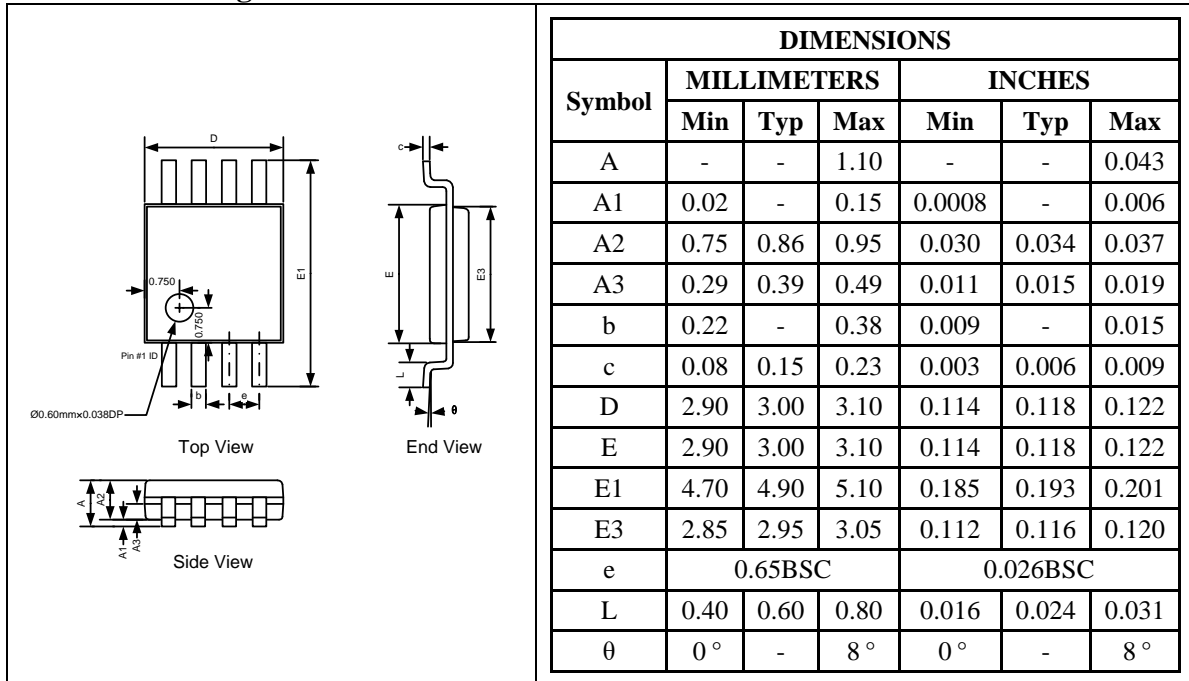 D
c
E1
E
E3
0.750
0.750
Pin #1 ID
L
b
e
θ
Ø0.60mm×0.038DP
Top View
End View
A
A2
A1
A3
Side View
DIMENSIONS
Symbol MILLIMETERS INCHES
Min Typ Max Min Typ Max
A - - 1.10 - - 0.043
A1 0.02 - 0.15 0.0008 - 0.006
A2 0.75 0.86 0.95 0.030 0.034 0.037
A3 0.29 0.39 0.49 0.011 0.015 0.019
b 0.22 - 0.38 0.009 - 0.015
c 0.08 0.15 0.23 0.003 0.006 0.009
D 2.90 3.00 3.10 0.114 0.118 0.122
E 2.90 3.00 3.10 0.114 0.118 0.122
E1 4.70 4.90 5.10 0.185 0.193 0.201
E3 2.85 2.95 3.05 0.112 0.116 0.120
e 0.65BSC 0.026BSC
L 0.40 0.60 0.80 0.016 0.024 0.031
θ 0° - 8° 0° - 8°